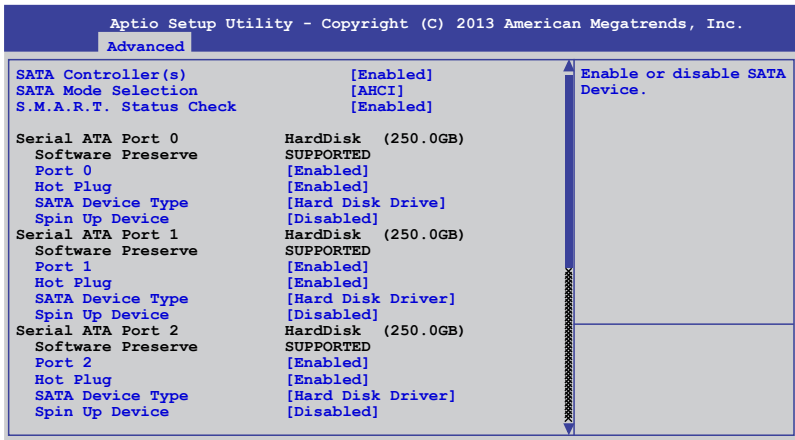 Aptio Setup Utility - Copyright (C) 2013 American Megatrends, Inc.
Advanced
SATA Controller(s) [Enabled]
SATA Mode Selection [AHCI]
S.M.A.R.T. Status Check [Enabled]
Serial ATA Port 0 HardDisk (250.0GB)
Software Preserve SUPPORTED
Port 0 [Enabled]
Hot Plug [Enabled]
SATA Device Type [Hard Disk Drive]
Spin Up Device [Disabled]
Serial ATA Port 1 HardDisk (250.0GB)
Software Preserve SUPPORTED
Port 1 [Enabled]
Hot Plug [Enabled]
SATA Device Type [Hard Disk Driver]
Spin Up Device [Disabled]
Serial ATA Port 2 HardDisk (250.0GB)
Software Preserve SUPPORTED
Port 2 [Enabled]
Hot Plug [Enabled]
SATA Device Type [Hard Disk Driver]
Spin Up Device [Disabled]
Enable or disable SATA
Device.